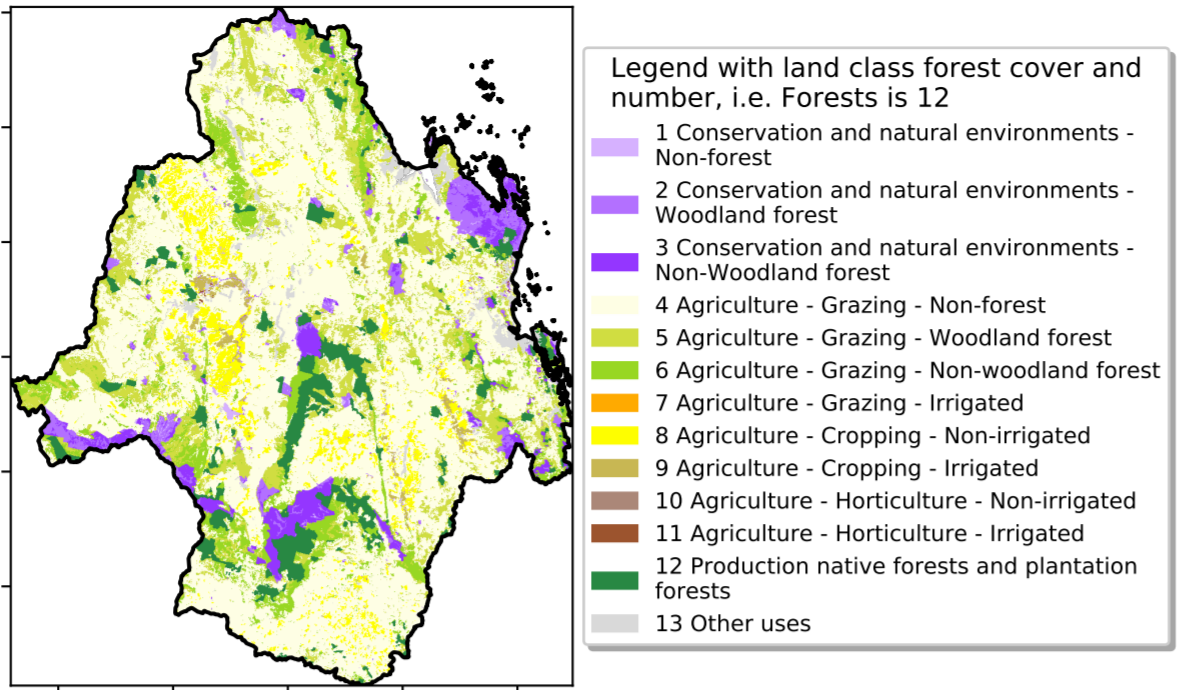 Legend with land class forest cover and
number, i.e. Forests is 12
1 Conservation and natural environments -
Non-forest
2 Conservation and natural environments -
Woodland forest
3 Conservation and natural environments -
Non-Woodland forest
4 Agriculture - Grazing - Non-forest
5 Agriculture - Grazing - Woodland forest
6 Agriculture - Grazing - Non-woodland forest
7 Agriculture - Grazing - Irrigated
8 Agriculture - Cropping - Non-irrigated
9 Agriculture - Cropping - Irrigated
10 Agriculture - Horticulture - Non-irrigated
11 Agriculture - Horticulture - Irrigated
12 Production native forests and plantation
forests
13 Other uses